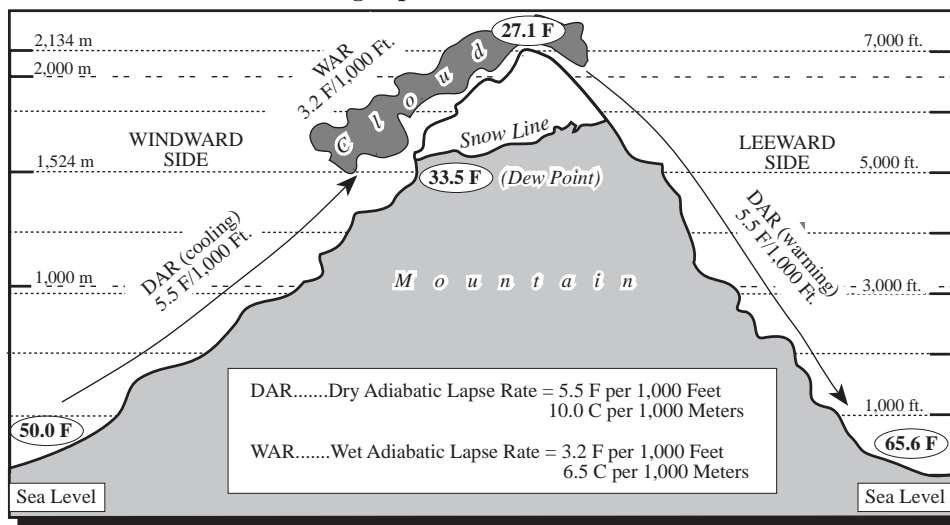 27.1 F
2,134 m
7,000 ft.
2,000 m
WAR
3.2 F/1,000 Ft.
Cloud
WINDWARD
SIDE
Snow Line
LEEWARD
SIDE
1,524 m
5,000 ft.
33.5 F
(Dew Point)
DAR (cooling)
5.5 F/1,000 Ft.
DAR (warming)
5.5 F/1,000 Ft.
1,000 m
Mountain
3,000 ft.
DAR......Dry Adiabatic Lapse Rate = 5.5 F per 1,000 Feet
10.0 C per 1,000 Meters
WAR.....Wet Adiabatic Lapse Rate = 3.2 F per 1,000 Feet
6.5 C per 1,000 Meters
1,000 ft.
50.0 F
65.6 F
Sea Level
Sea Level